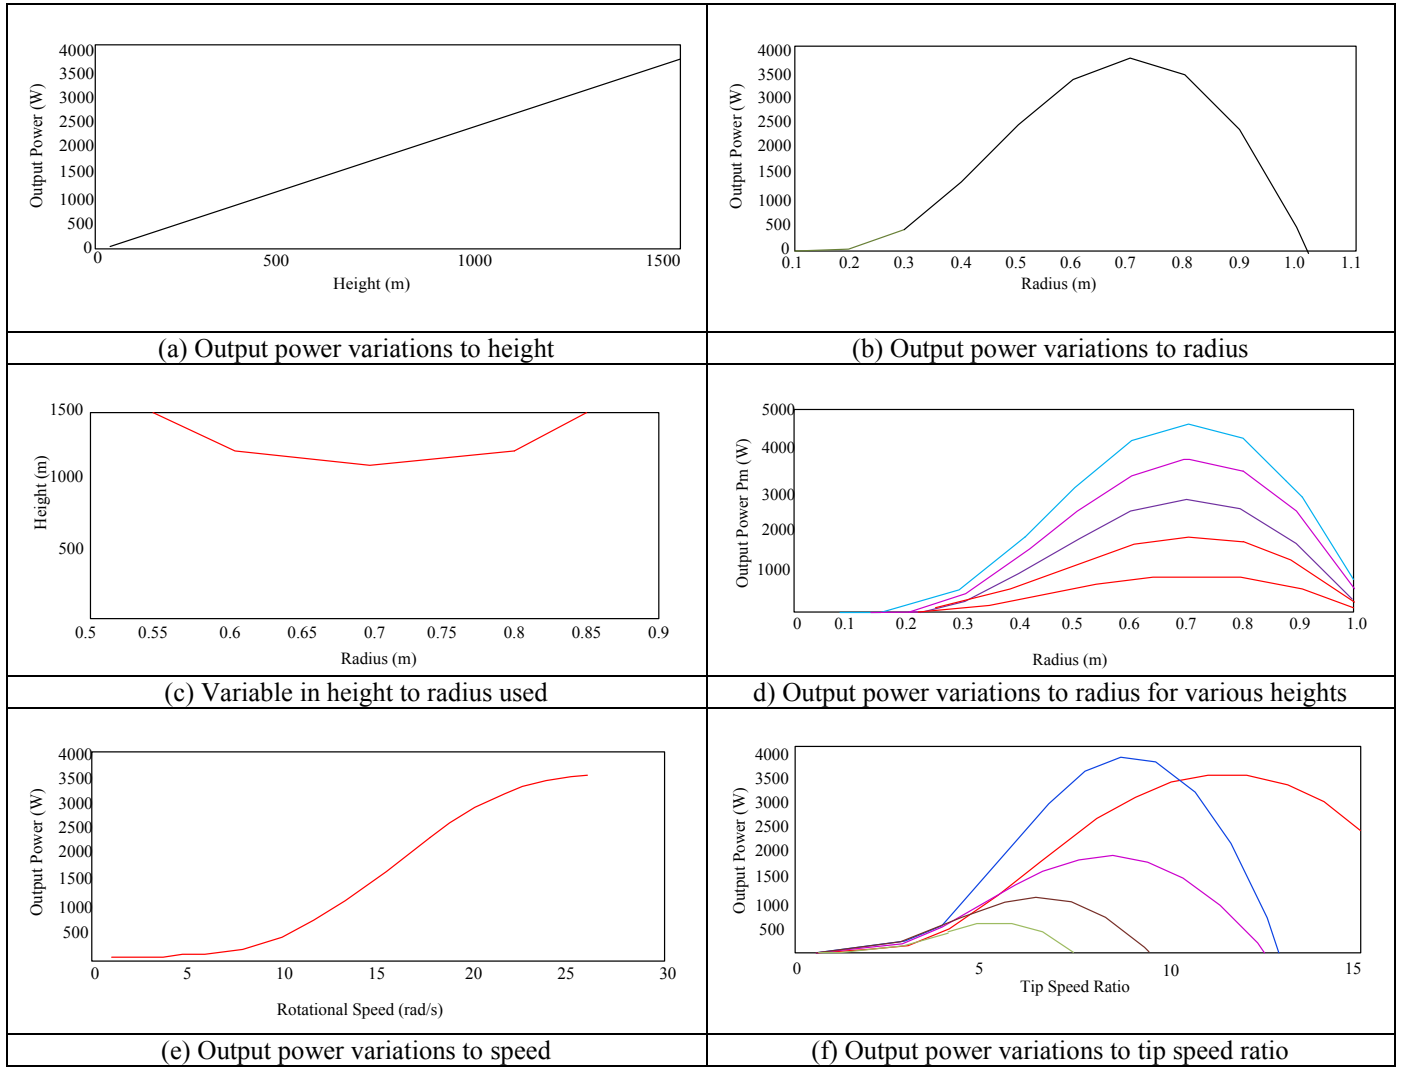 Output Power (W)
4000
3500
3000
2500
2000
1500
1000
500
0
0 500 1000 1500
Height (m)
(a) Output power variations to height
Output Power (W)
4000
3500
3000
2500
2000
1500
1000
500
0
0.1 0.2 0.3 0.4 0.5 0.6 0.7 0.8 0.9 1.0 1.1
Radius (m)
(b) Output power variations to radius
Height (m)
1500
1000
500
0.5 0.55 0.6 0.65 0.7 0.75 0.8 0.85 0.9
Radius (m)
(c) Variable in height to radius used
Output Power Pm (W)
5000
4000
3000
2000
1000
0 0.1 0.2 0.3 0.4 0.5 0.6 0.7 0.8 0.9 1.0
Radius (m)
d) Output power variations to radius for various heights
Output Power (W)
4000
3500
3000
2500
2000
1500
1000
500
0 5 10 15 20 25 30
Rotational Speed (rad/s)
(e) Output power variations to speed
Output Power (W)
4000
3500
3000
2500
2000
1500
1000
500
0 5 10 15
Tip Speed Ratio
(f) Output power variations to tip speed ratio